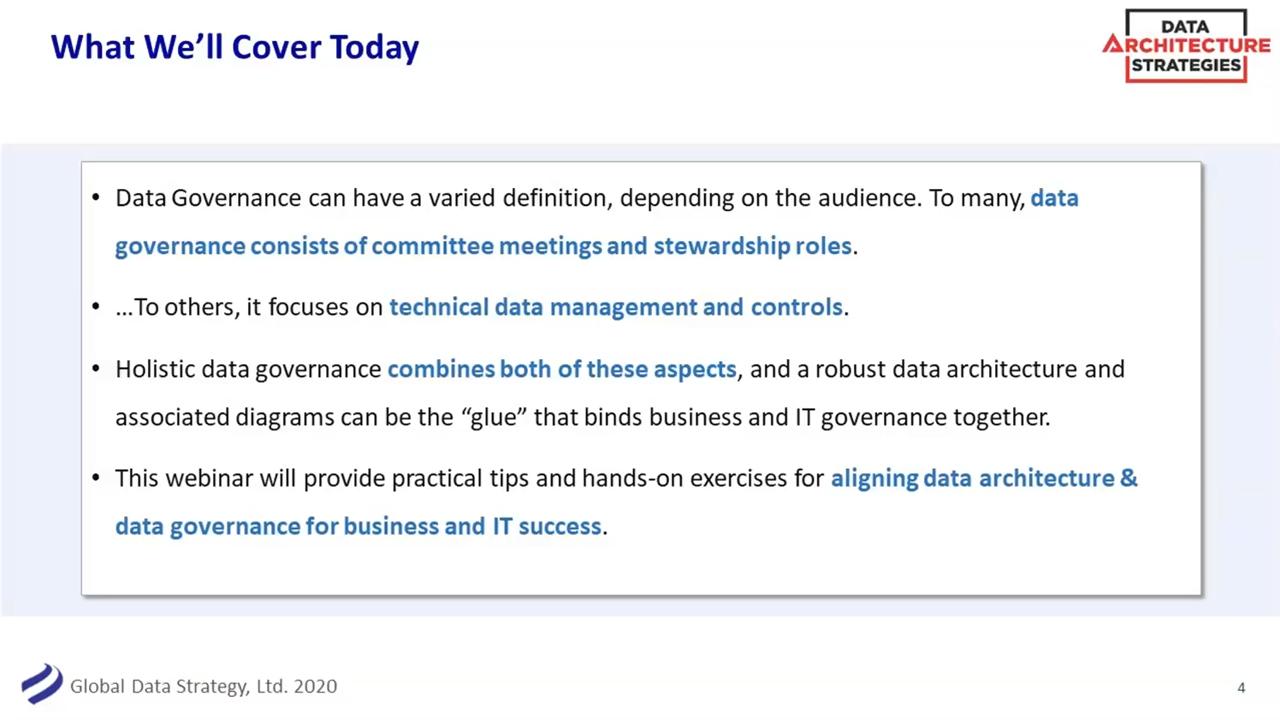 What We’ll Cover Today
DATA
ARCHITECTURE
STRATEGIES
• Data Governance can have a varied definition, depending on the audience. To many, data
governance consists of committee meetings and stewardship roles.
• …To others, it focuses on technical data management and controls.
• Holistic data governance combines both of these aspects, and a robust data architecture and
associated diagrams can be the “glue” that binds business and IT governance together.
• This webinar will provide practical tips and hands-on exercises for aligning data architecture &
data governance for business and IT success.
Global Data Strategy, Ltd. 2020
4